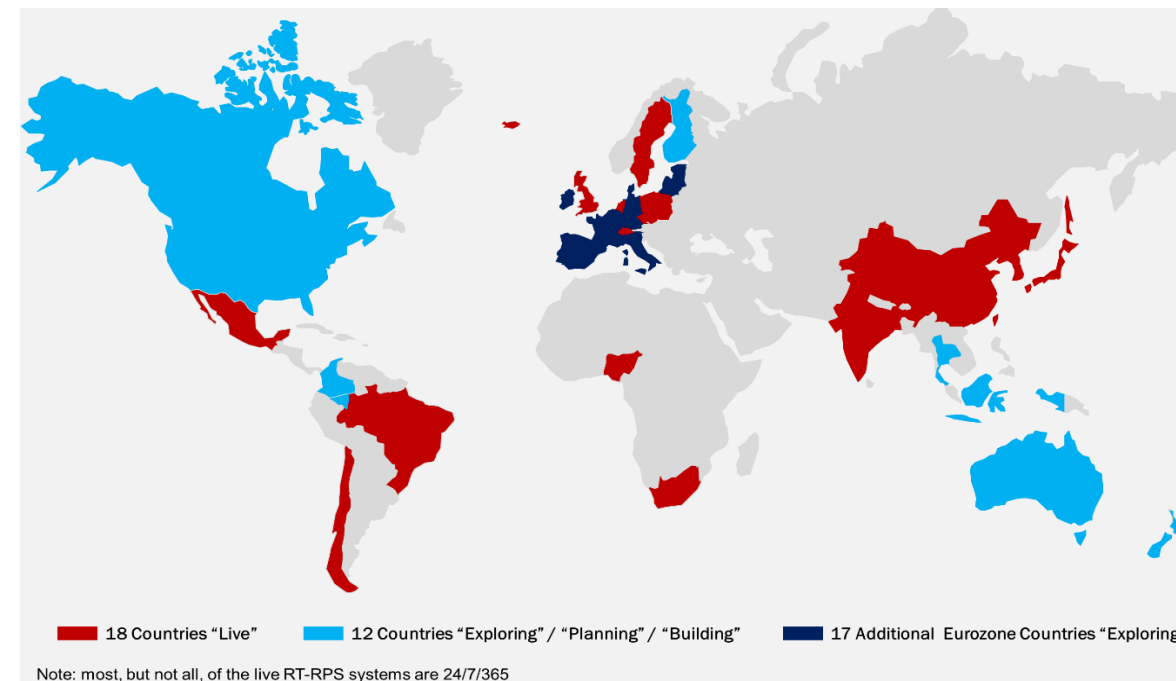 18 Countries “Live”
12 Countries “Exploring” / “Planning” / “Building”
17 Additional Eurozone Countries “Exploring
Note: most, but not all, of the live RT-RPS systems are 24/7/365